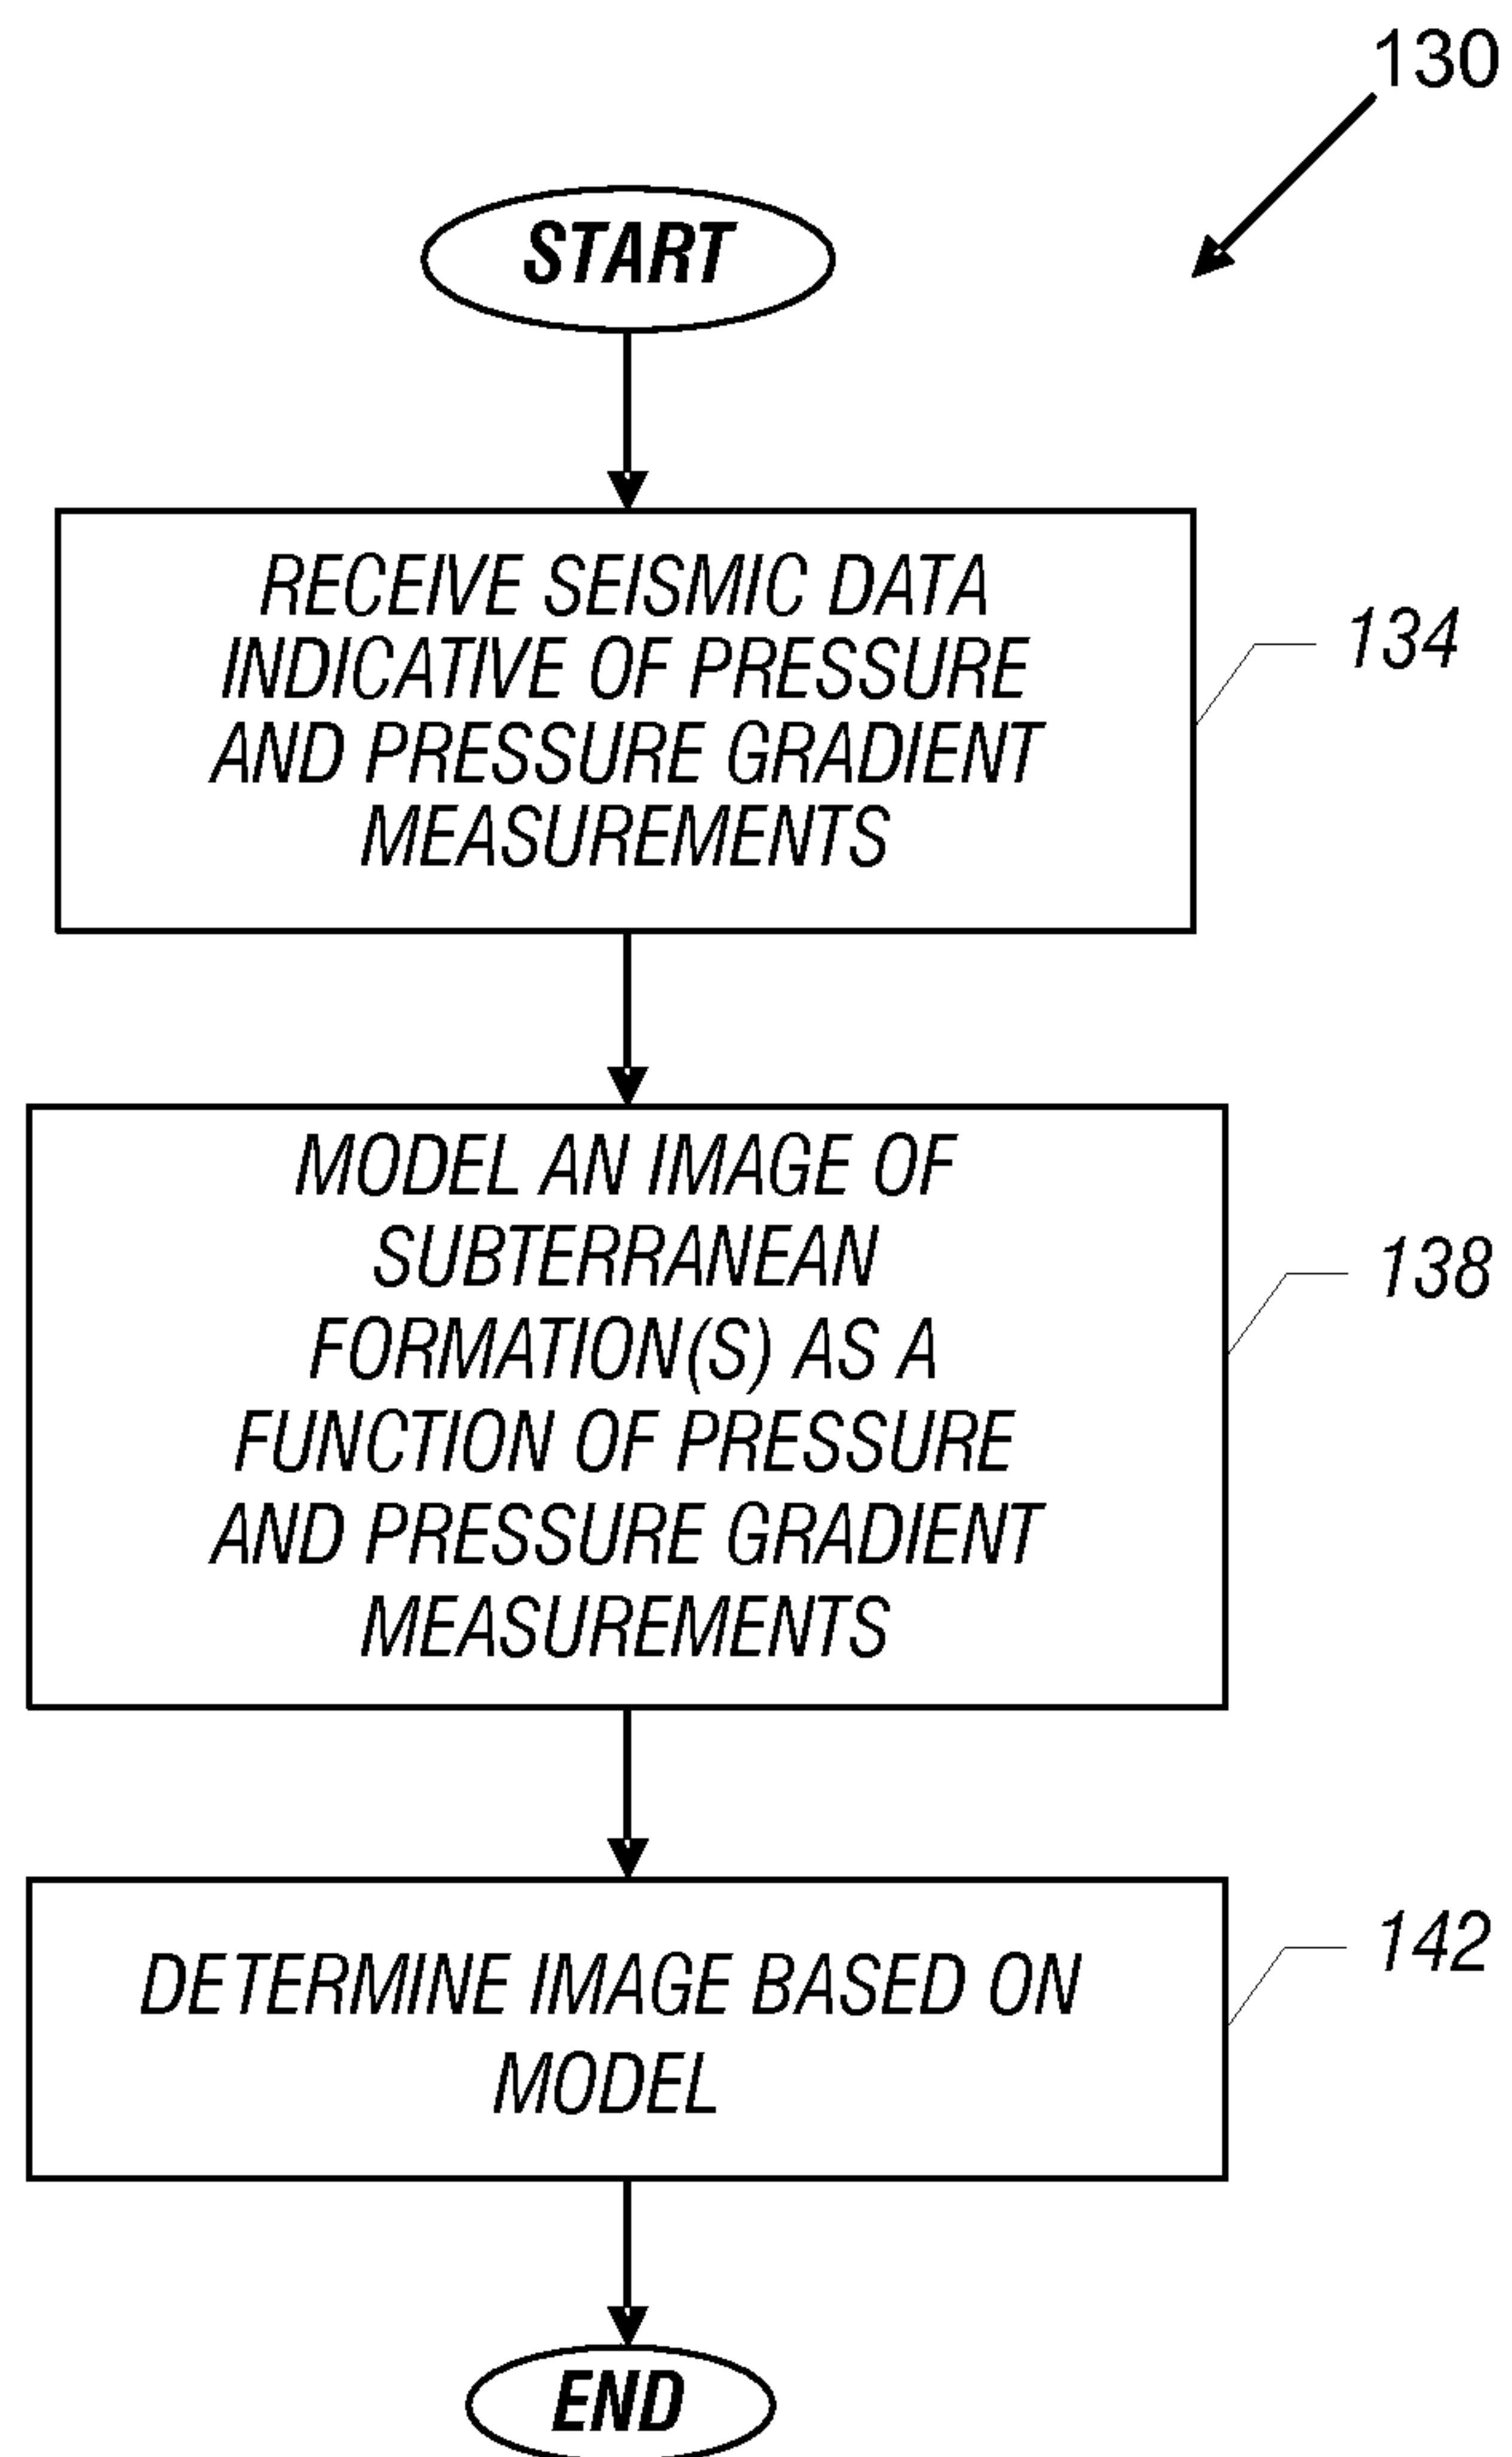 130
START
RECEIVE SEISMIC DATA
INDICATIVE OF PRESSURE
AND PRESSURE GRADIENT
MEASUREMENTS
134
MODEL AN IMAGE OF
SUBTERRANEAN
FORMATION(S) AS A
FUNCTION OF PRESSURE
AND PRESSURE GRADIENT
MEASUREMENTS
138
DETERMINE IMAGE BASED ON
MODEL
142
END